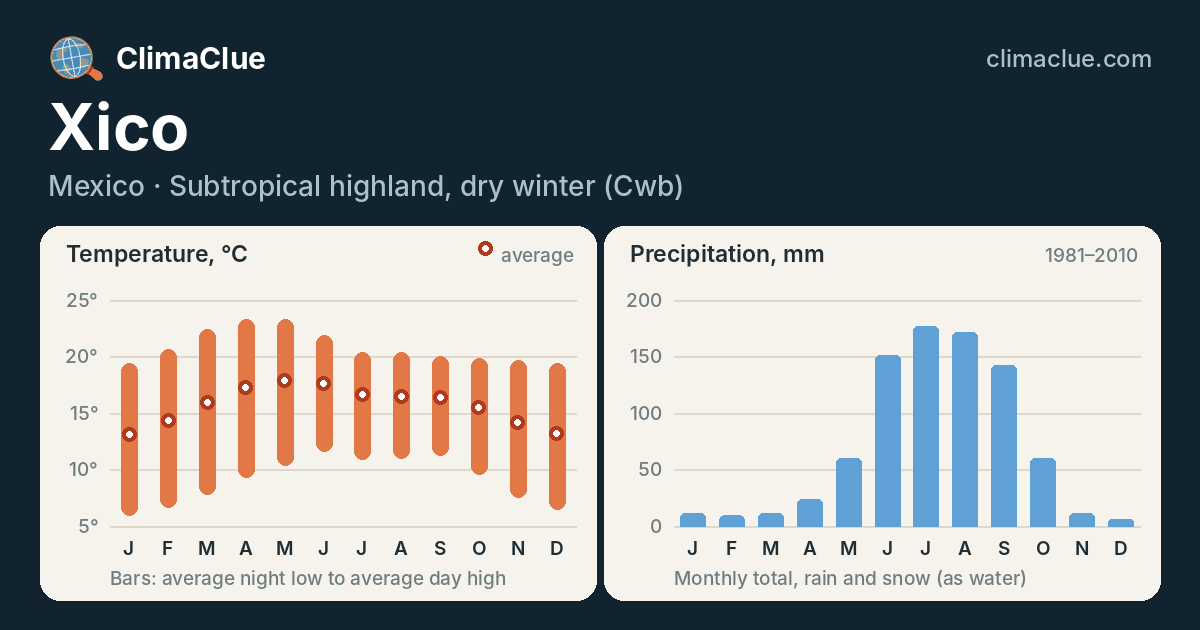 ClimaClue
climaclue.com
Xico
Mexico · Subtropical highland, dry winter (Cwb)
Temperature, °C
average
25°
20°
15°
10°
5°
J F M A M J J A S O N D
Bars: average night low to average day high
Precipitation, mm
1981–2010
200
150
100
50
0
J F M A M J J A S O N D
Monthly total, rain and snow (as water)